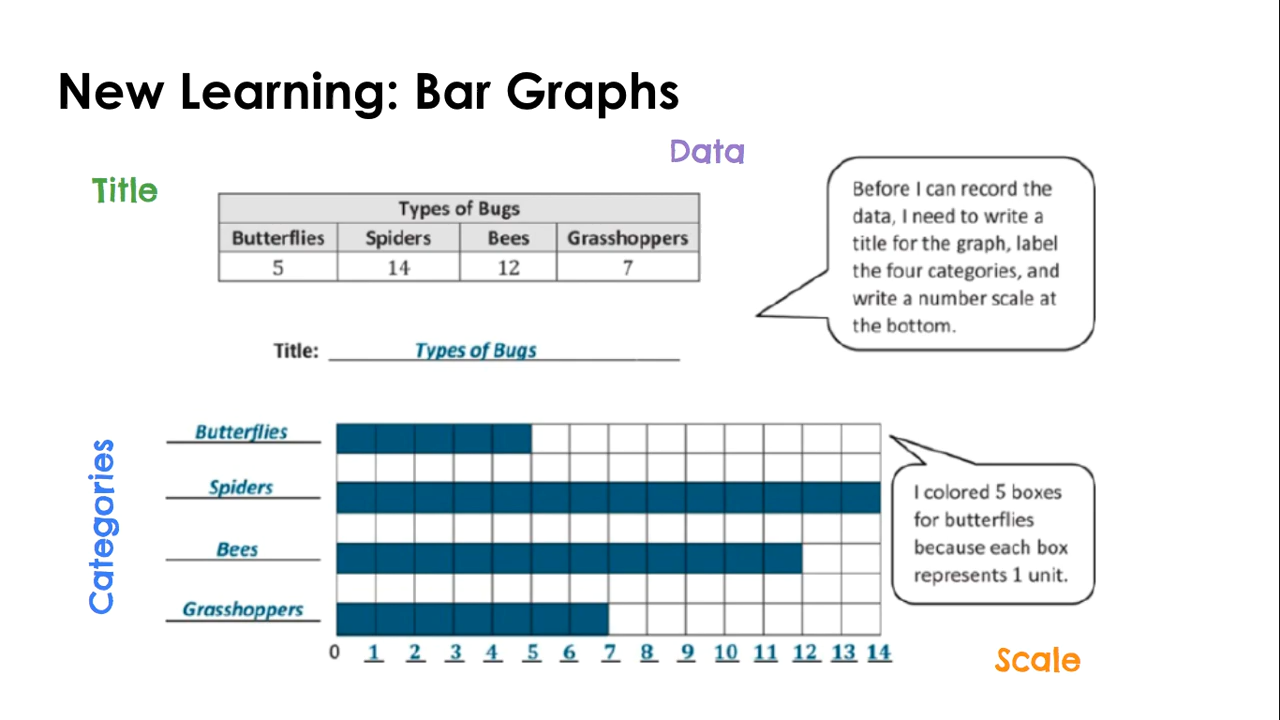 New Learning: Bar Graphs
Data
Title
Types of Bugs
Butterflies Spiders Bees Grasshoppers
5 14 12 7
Before I can record the
data, I need to write a
title for the graph, label
the four categories, and
write a number scale at
the bottom.
Title: Types of Bugs
Categories
Butterflies
Spiders
Bees
Grasshoppers
0 1 2 3 4 5 6 7 8 9 10 11 12 13 14
I colored 5 boxes
for butterflies
because each box
represents 1 unit.
Scale